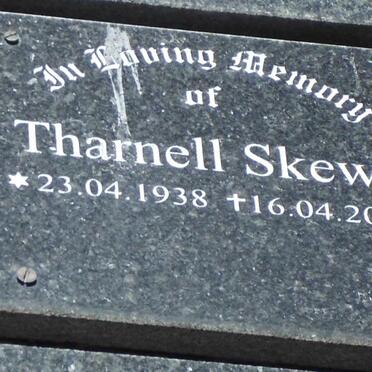 In Loving Memory
of
Tharnell Skew
* 23.04.1938 †16.04.20